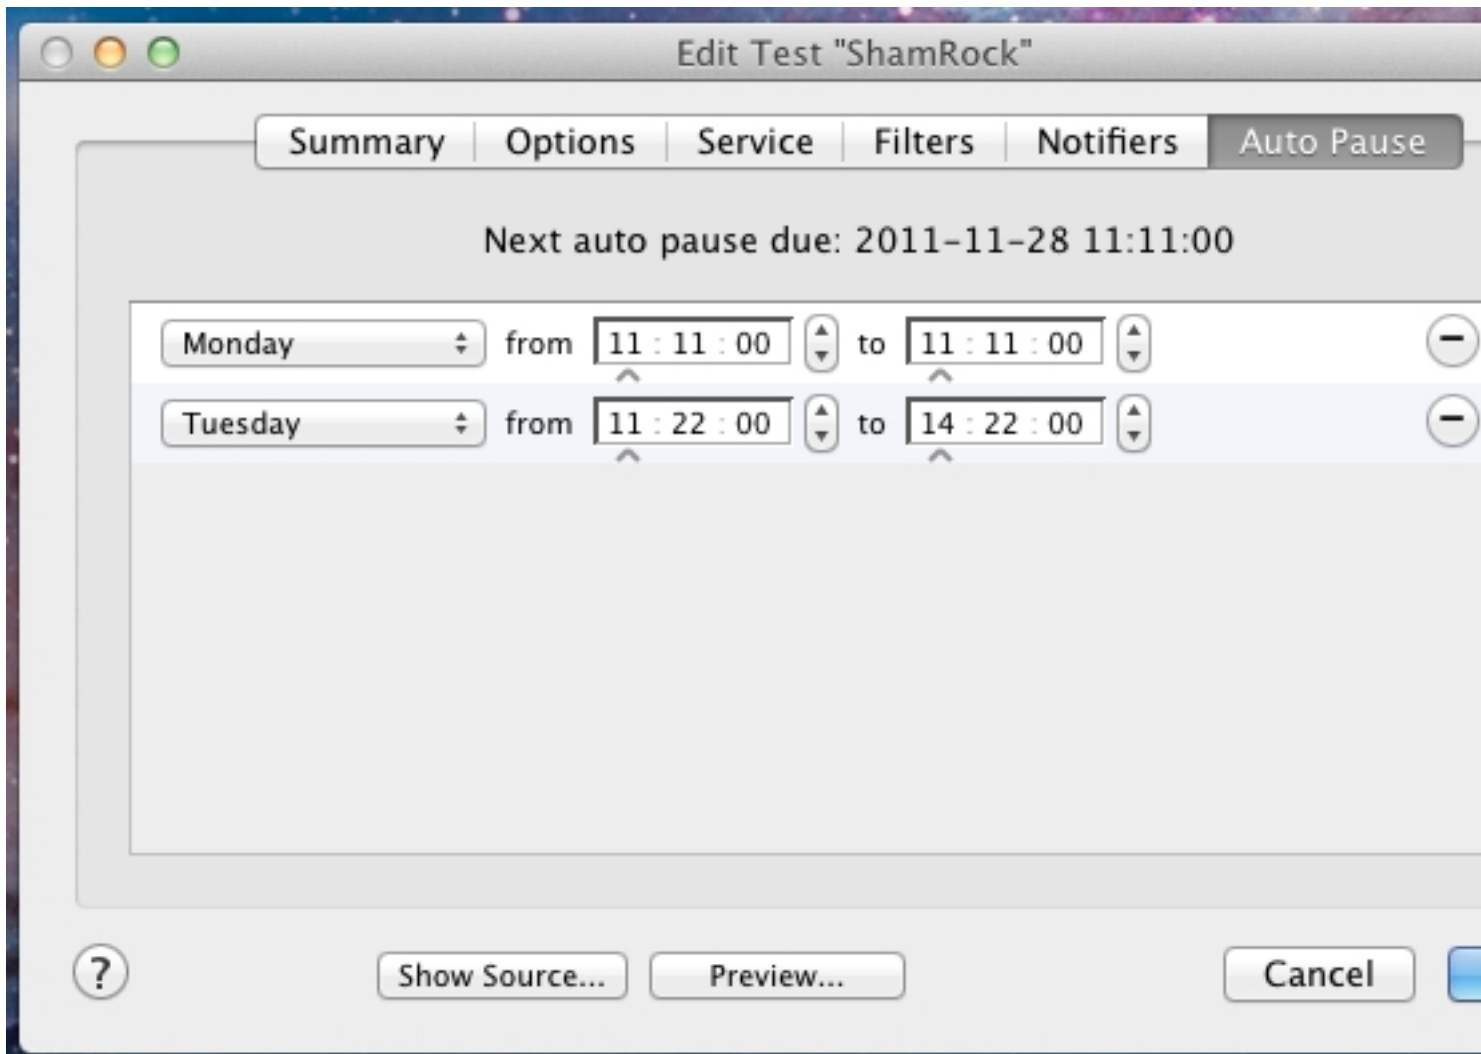 Edit Test "ShamRock"
Summary Options Service Filters Notifiers Auto Pause
Next auto pause due: 2011-11-28 11:11:00
Monday from 11 : 11 : 00 to 11 : 11 : 00 −
Tuesday from 11 : 22 : 00 to 14 : 22 : 00 −
? Show Source... Preview... Cancel